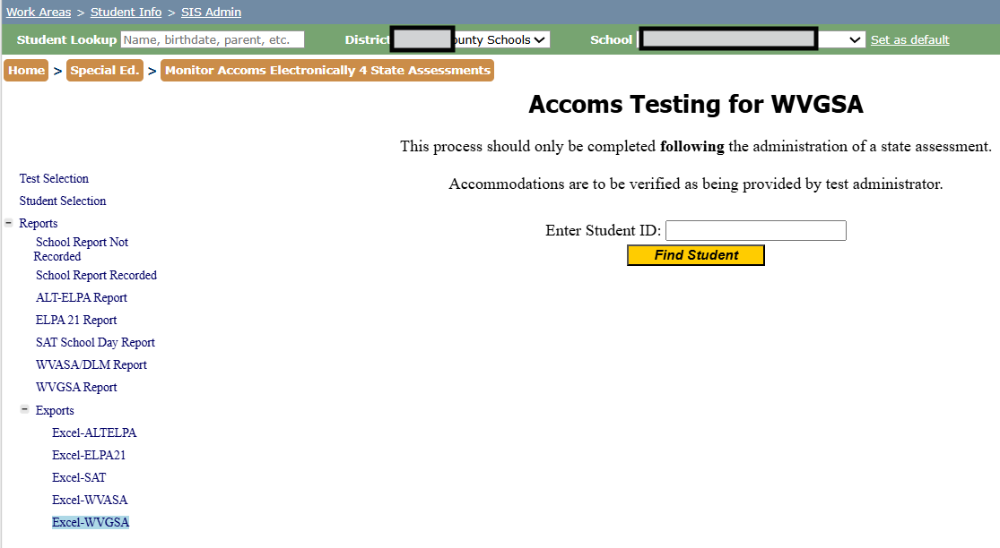 Work Areas > Student Info > SIS Admin
Student Lookup Name, birthdate, parent, etc. District ounty Schools School Set as default
Home > Special Ed. > Monitor Accoms Electronically 4 State Assessments
Accoms Testing for WVGSA
This process should only be completed following the administration of a state assessment.
Accommodations are to be verified as being provided by test administrator.
Enter Student ID:
Find Student
Test Selection
Student Selection
Reports
School Report Not
Recorded
School Report Recorded
ALT-ELPA Report
ELPA 21 Report
SAT School Day Report
WVASA/DLM Report
WVGSA Report
Exports
Excel-ALTELPA
Excel-ELPA21
Excel-SAT
Excel-WVASA
Excel-WVGSA